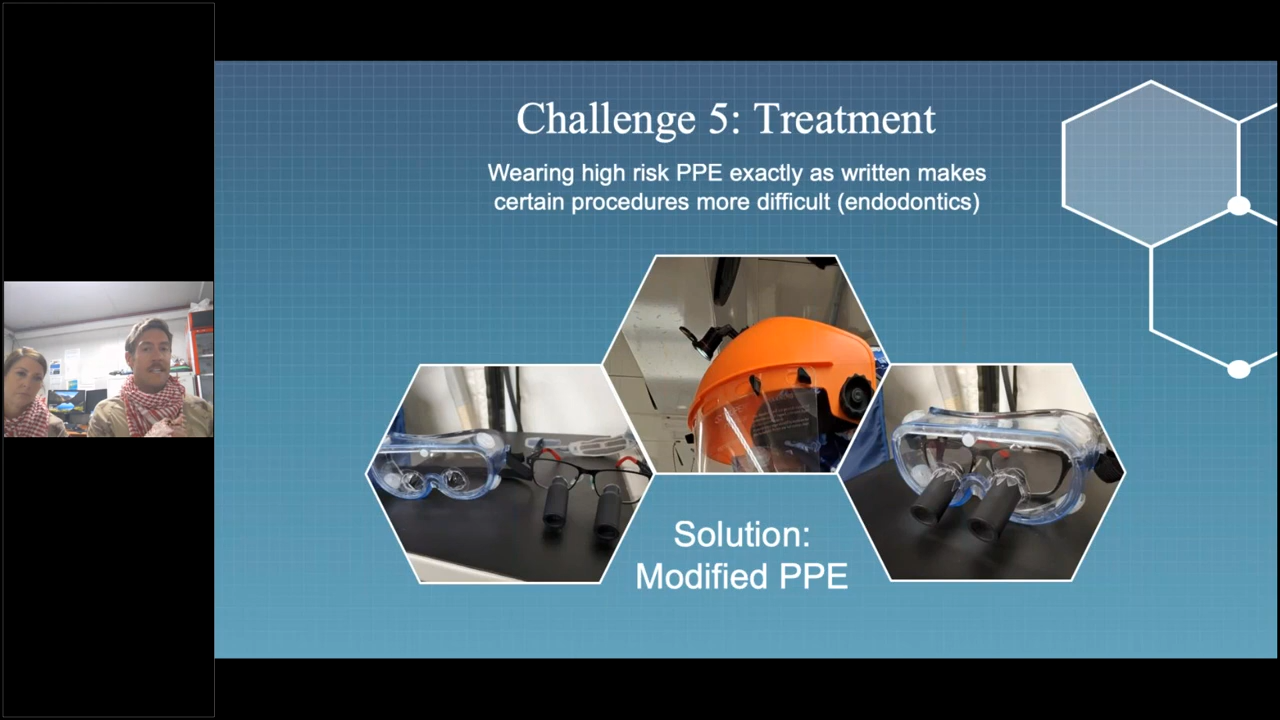 Challenge 5: Treatment
Wearing high risk PPE exactly as written makes
certain procedures more difficult (endodontics)
Solution:
Modified PPE